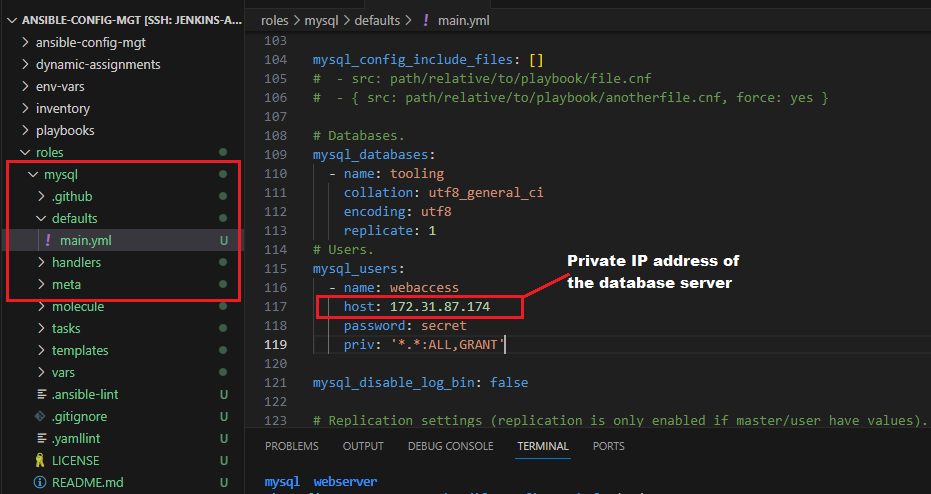 ANSIBLE-CONFIG-MGT [SSH: JENKINS-A...
ansible-config-mgt
dynamic-assignments
env-vars
inventory
playbooks
roles
mysql
.github
defaults
! main.yml U
handlers
meta
molecule
tasks
templates
vars
.ansible-lint U
.gitignore U
.yamllint U
LICENSE U
README.md U
roles > mysql > defaults > ! main.yml
103
104 mysql_config_include_files: []
105 #  - src: path/relative/to/playbook/file.cnf
106 #  - { src: path/relative/to/playbook/anotherfile.cnf, force: yes }
107
108 # Databases.
109 mysql_databases:
110   - name: tooling
111     collation: utf8_general_ci
112     encoding: utf8
113     replicate: 1
114 # Users.
115 mysql_users:
116   - name: webaccess
117     host: 172.31.87.174
118     password: secret
119     priv: '*.*:ALL,GRANT'
120
121 mysql_disable_log_bin: false
122
123 # Replication settings (replication is only enabled if master/user have values).
Private IP address of
the database server
PROBLEMS OUTPUT DEBUG CONSOLE TERMINAL PORTS
mysql webserver